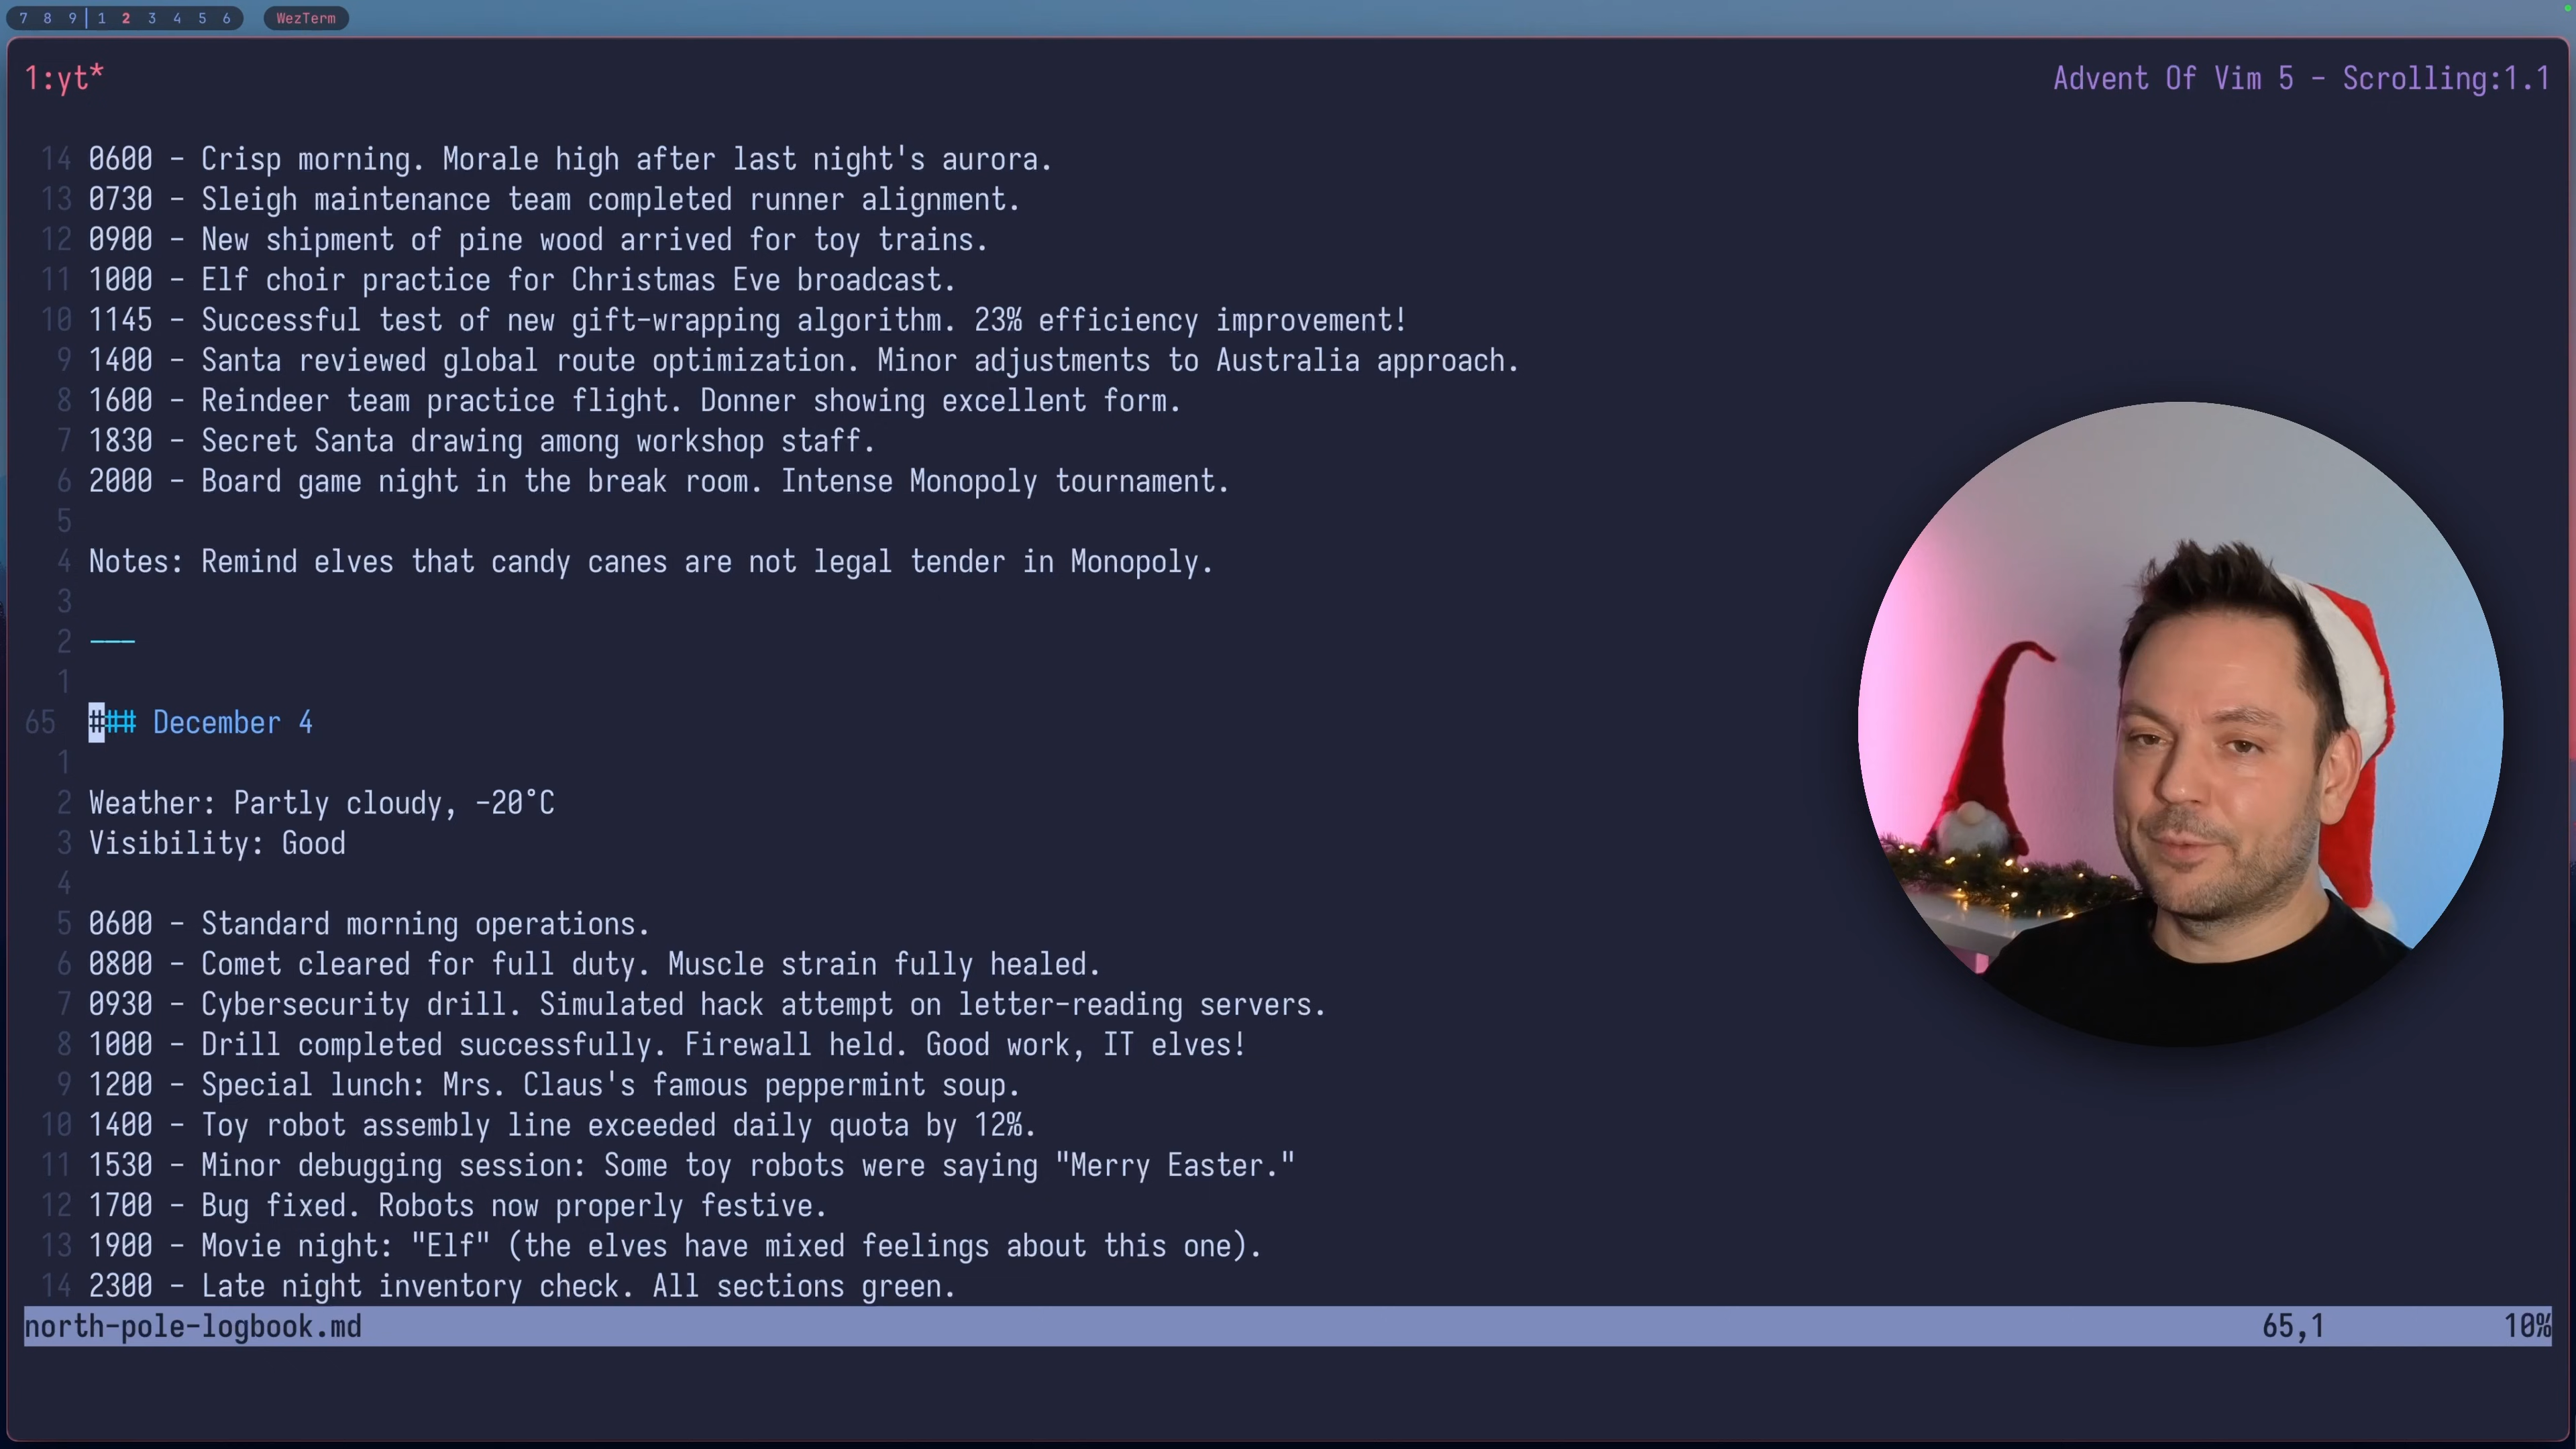 7 8 9 | 1 2 3 4 5 6 WezTerm
1:yt* Advent Of Vim 5 - Scrolling:1.1
14 0600 - Crisp morning. Morale high after last night's aurora.
13 0730 - Sleigh maintenance team completed runner alignment.
12 0900 - New shipment of pine wood arrived for toy trains.
11 1000 - Elf choir practice for Christmas Eve broadcast.
10 1145 - Successful test of new gift-wrapping algorithm. 23% efficiency improvement!
9 1400 - Santa reviewed global route optimization. Minor adjustments to Australia approach.
8 1600 - Reindeer team practice flight. Donner showing excellent form.
7 1830 - Secret Santa drawing among workshop staff.
6 2000 - Board game night in the break room. Intense Monopoly tournament.
5
4 Notes: Remind elves that candy canes are not legal tender in Monopoly.
3
2 ---
1
65 ### December 4
1
2 Weather: Partly cloudy, -20°C
3 Visibility: Good
4
5 0600 - Standard morning operations.
6 0800 - Comet cleared for full duty. Muscle strain fully healed.
7 0930 - Cybersecurity drill. Simulated hack attempt on letter-reading servers.
8 1000 - Drill completed successfully. Firewall held. Good work, IT elves!
9 1200 - Special lunch: Mrs. Claus's famous peppermint soup.
10 1400 - Toy robot assembly line exceeded daily quota by 12%.
11 1530 - Minor debugging session: Some toy robots were saying "Merry Easter."
12 1700 - Bug fixed. Robots now properly festive.
13 1900 - Movie night: "Elf" (the elves have mixed feelings about this one).
14 2300 - Late night inventory check. All sections green.
north-pole-logbook.md 65,1 10%